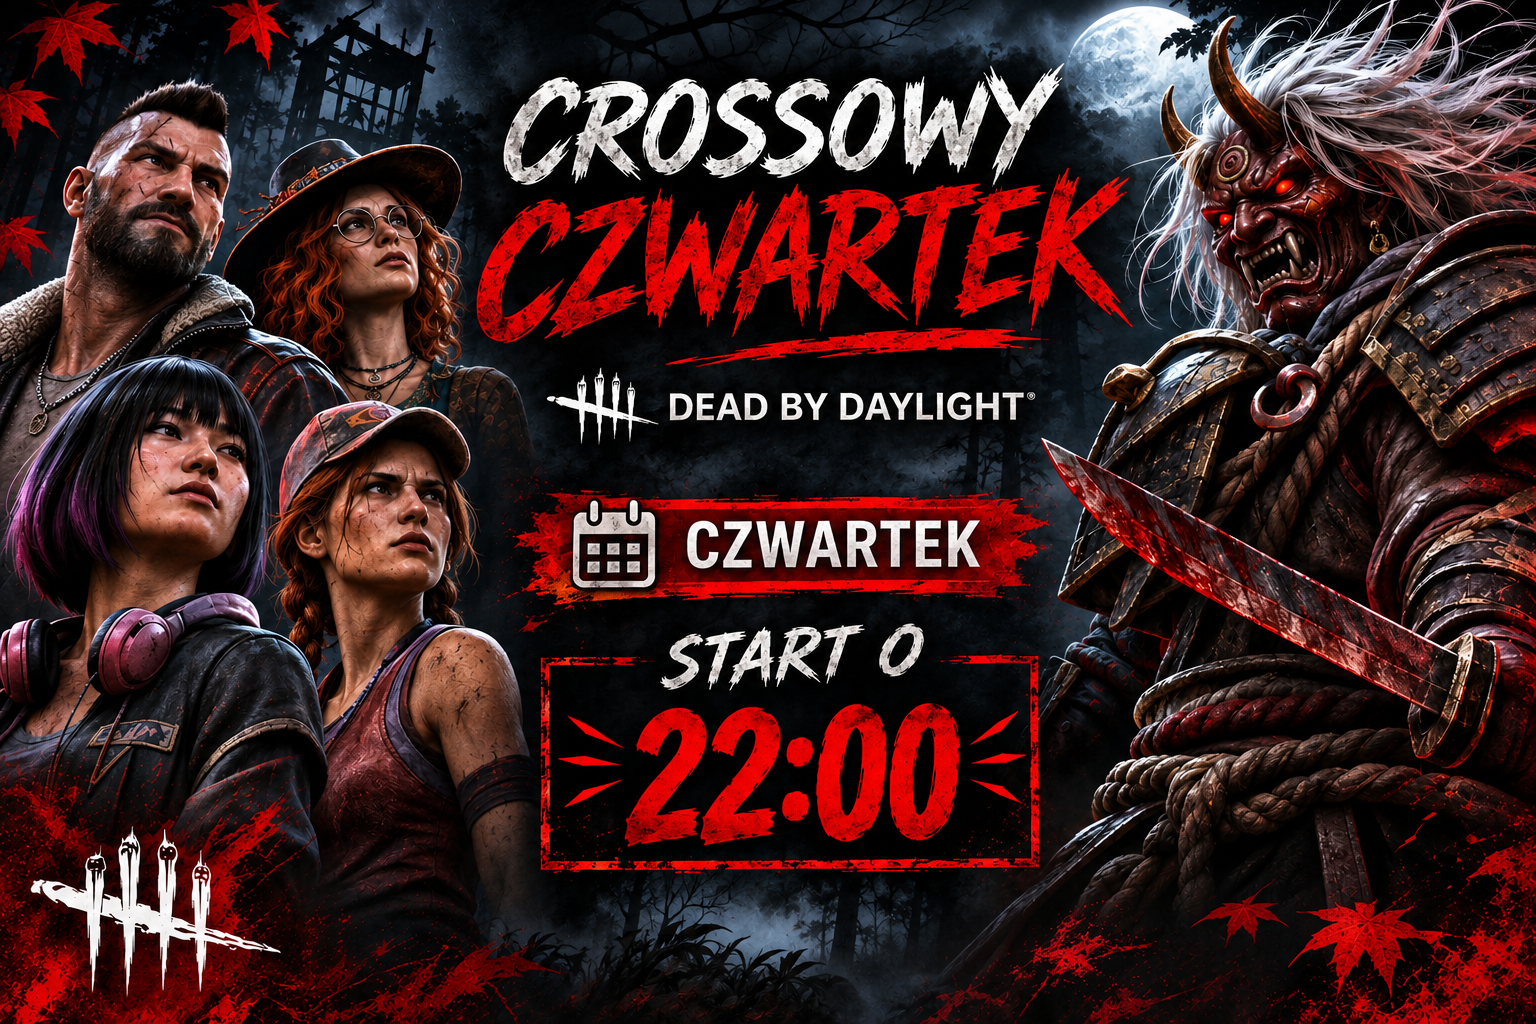 CROSSOWY
CZWARTEK
DEAD BY DAYLIGHT®
CZWARTEK
START O
22:00